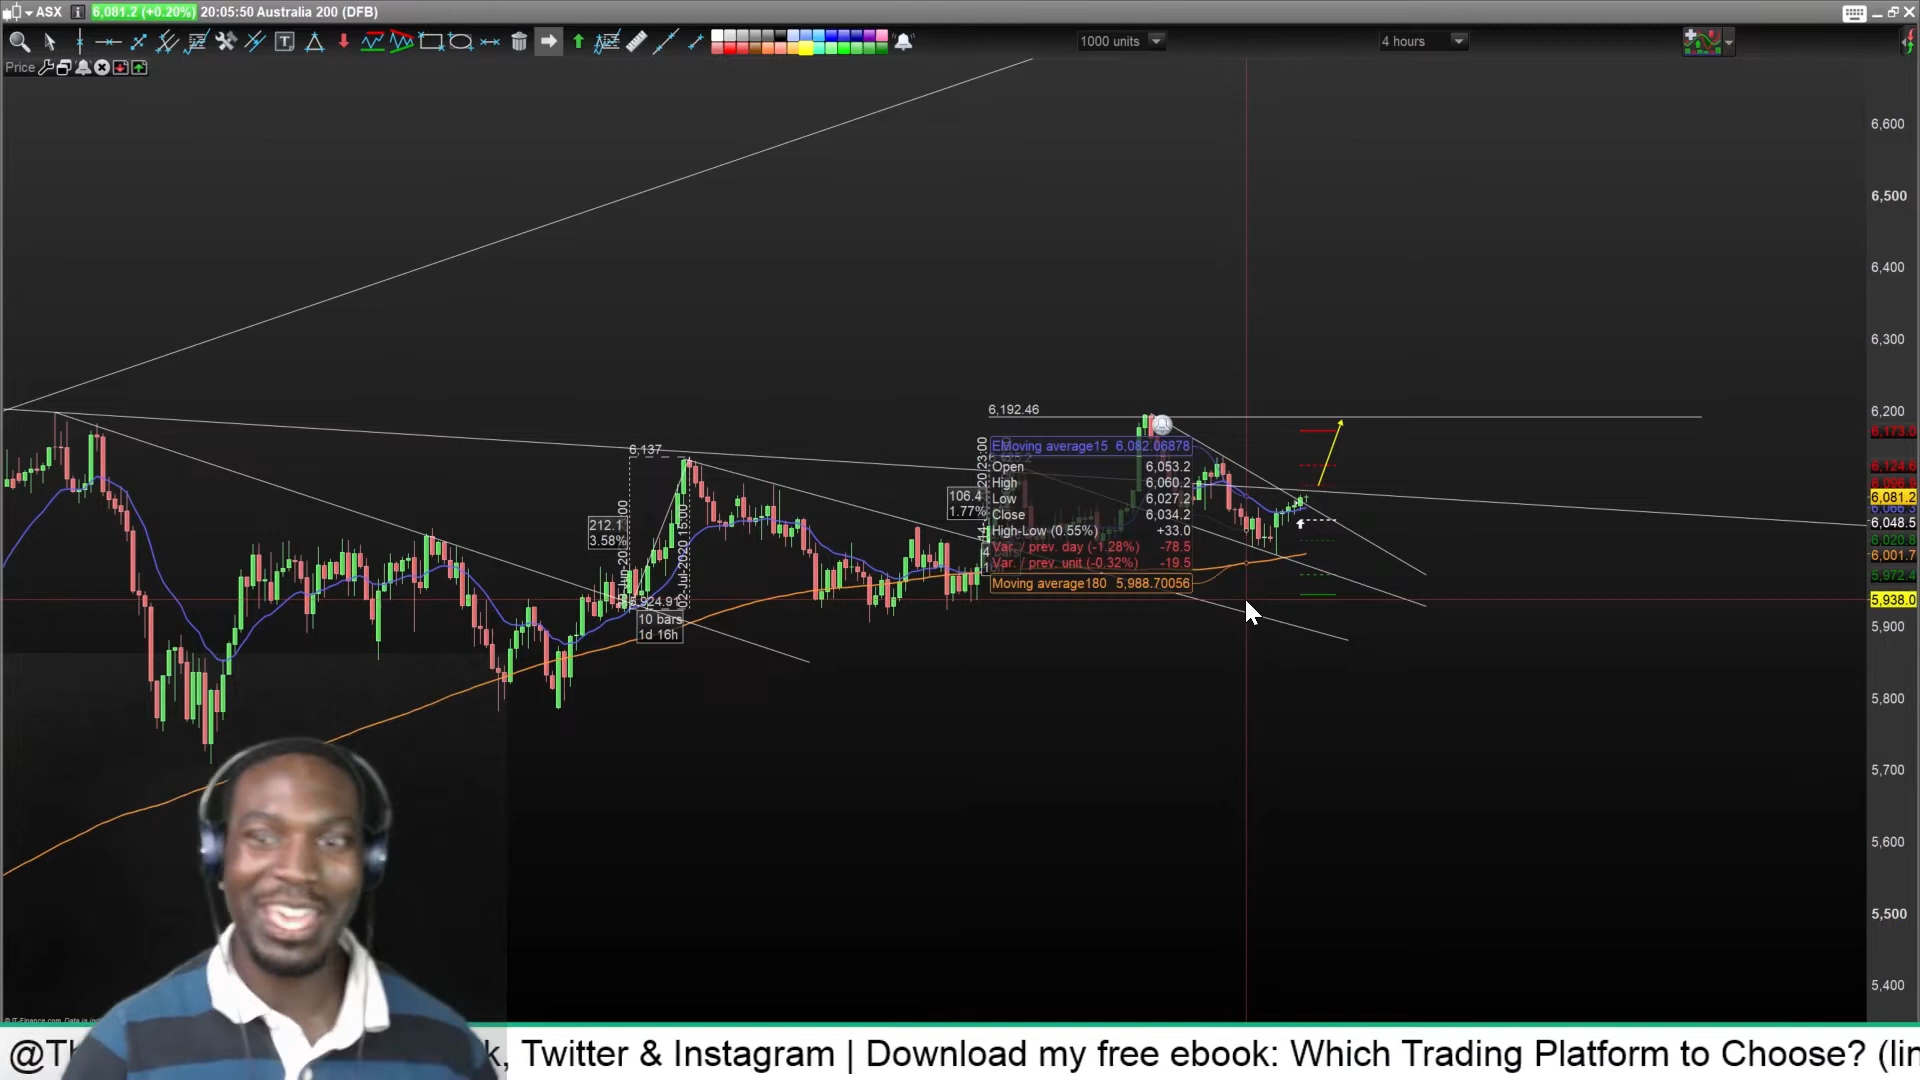 ASX 6,081.2 (+0.20%) 20:05:50 Australia 200 (DFB)
1000 units
4 hours
Price
6,600
6,500
6,400
6,300
6,200
6,173.0
6,124.6
6,081.2
6,048.5
6,020.8
6,001.7
5,972.4
5,938.0
5,900
5,800
5,700
5,600
5,500
5,400
6,192.46
6,137
212.1
3.58%
02-Jul-2020 15:00
10 bars
1d 16h
106.4
1.77%
EMoving average15 6,082.06878
Open 6,053.2
High 6,060.2
Low 6,027.2
Close 6,034.2
High-Low (0.55%) +33.0
Var. / prev. day (-1.28%) -78.5
Var. / prev. unit (-0.32%) -19.5
Moving average180 5,988.70056
k, Twitter & Instagram | Download my free ebook: Which Trading Platform to Choose?